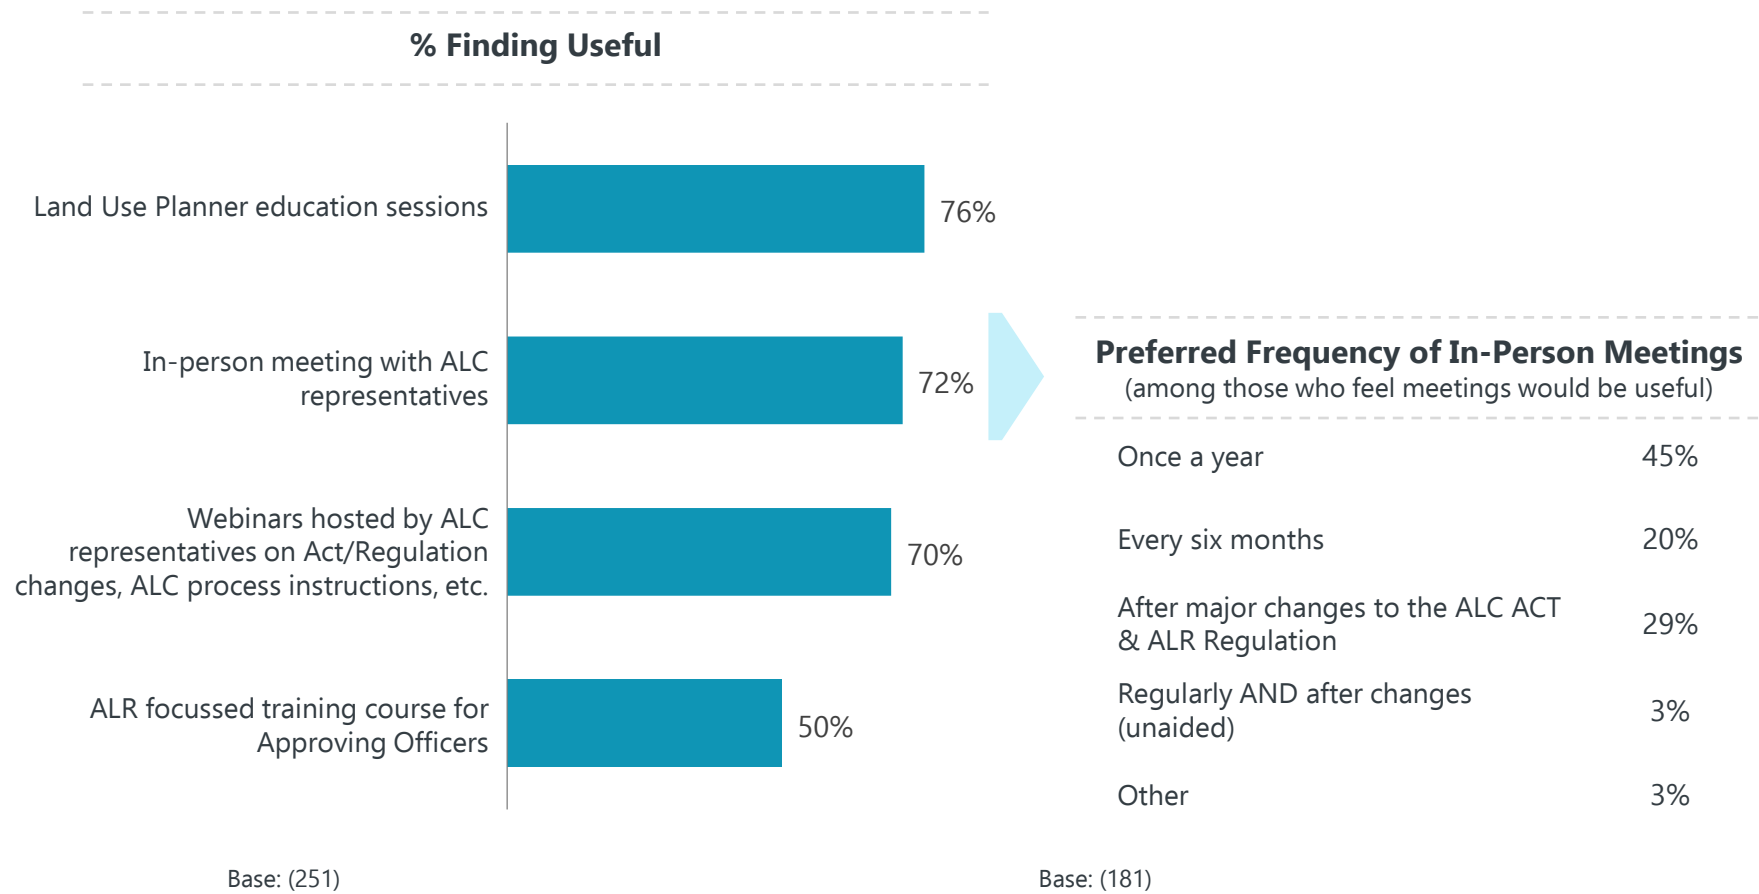 % Finding Useful
Land Use Planner education sessions
76%
In-person meeting with ALC
representatives
72%
Webinars hosted by ALC
representatives on Act/Regulation
changes, ALC process instructions, etc.
70%
ALR focussed training course for
Approving Officers
50%
Base: (251)
Preferred Frequency of In-Person Meetings
(among those who feel meetings would be useful)
Once a year 45%
Every six months 20%
After major changes to the ALC ACT
& ALR Regulation
29%
Regularly AND after changes
(unaided)
3%
Other 3%
Base: (181)